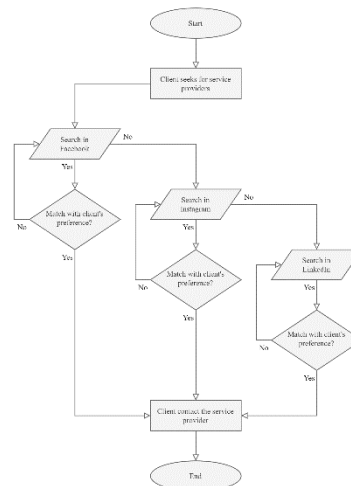 Start
Client seeks for service
providers
Search in
Facebook
No
Yes
Match with client's
preference?
No
Yes
Search in
Instagram
No
Yes
Match with client's
preference?
No
Yes
Search in
LinkedIn
Yes
Match with client's
preference?
No
Yes
Client contact the service
provider
End